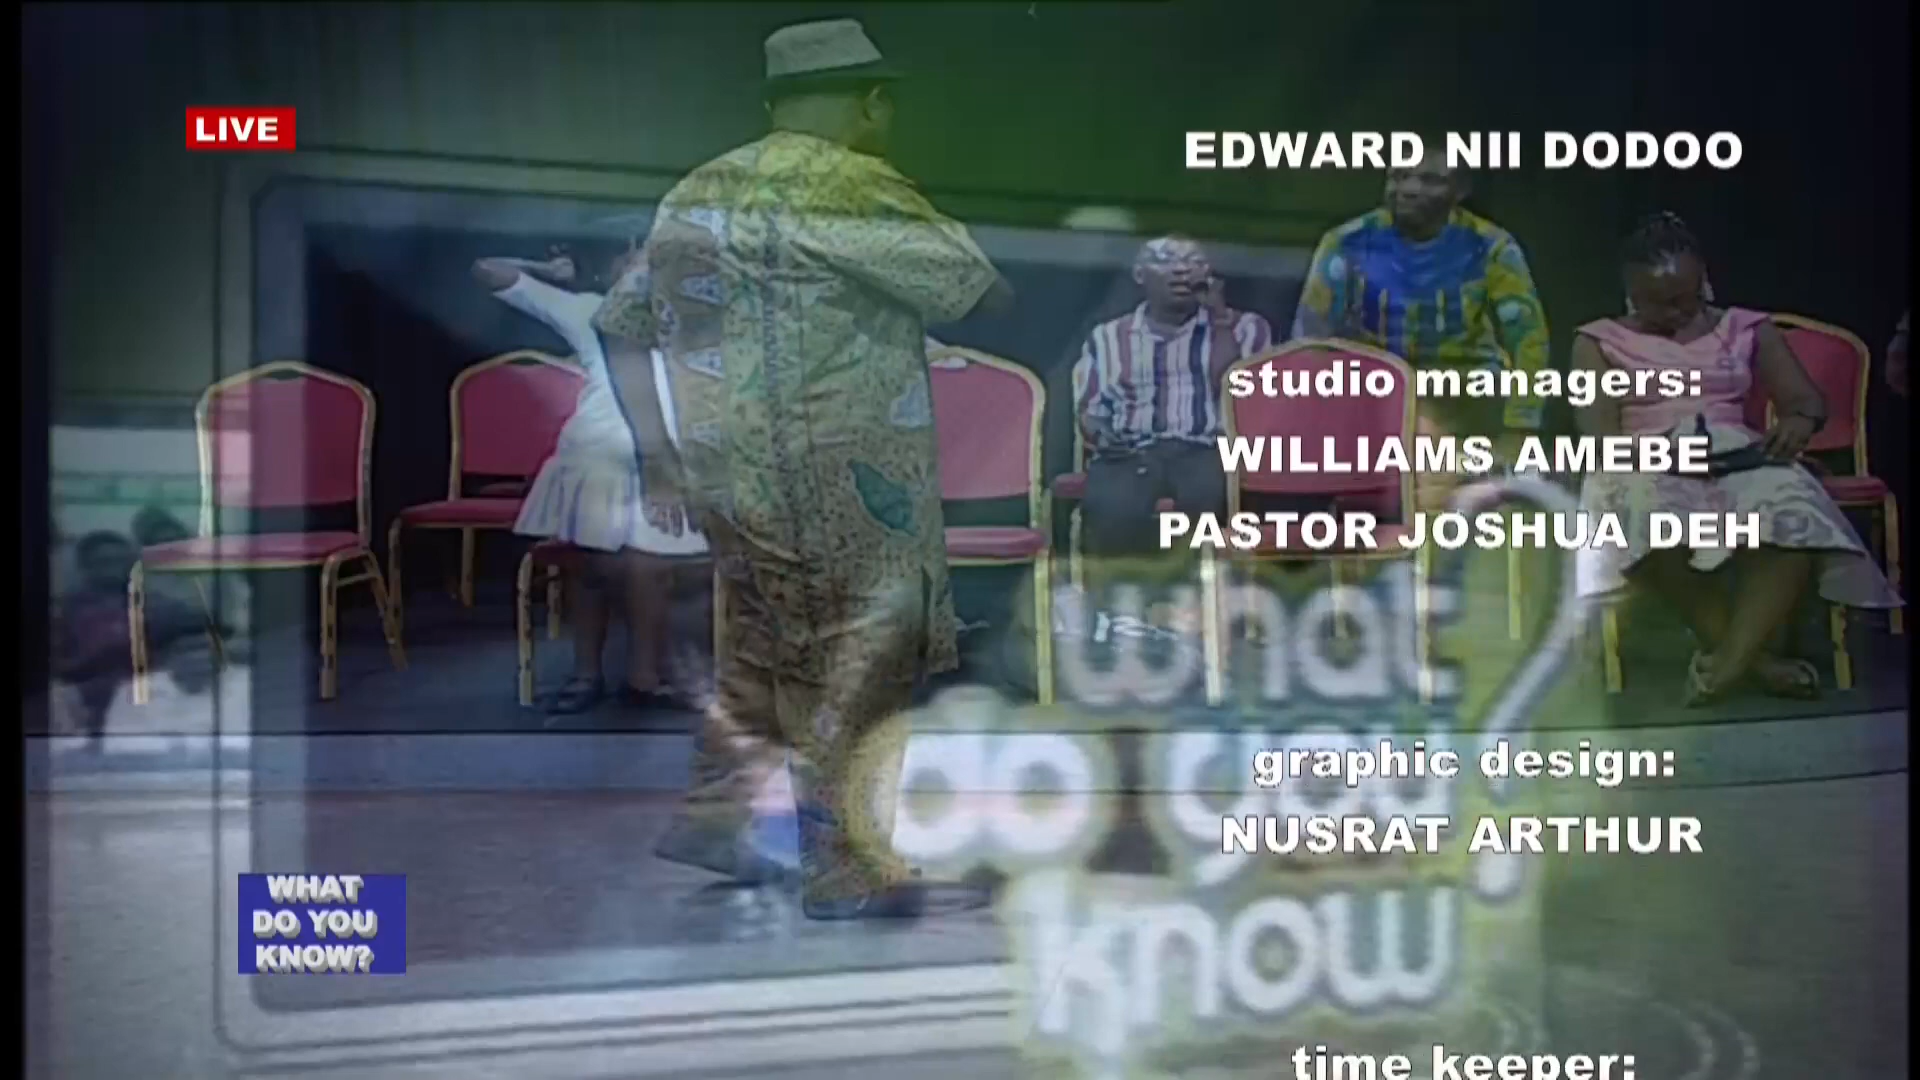 LIVE
EDWARD NII DODOO
studio managers:
WILLIAMS AMEBE
PASTOR JOSHUA DEH
graphic design:
NUSRAT ARTHUR
time keeper:
what
do you
know?
WHAT
DO YOU
KNOW?